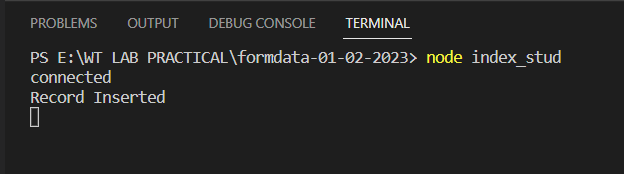 PROBLEMS OUTPUT DEBUG CONSOLE TERMINAL
PS E:\WT LAB PRACTICAL\formdata-01-02-2023> node index_stud
connected
Record Inserted